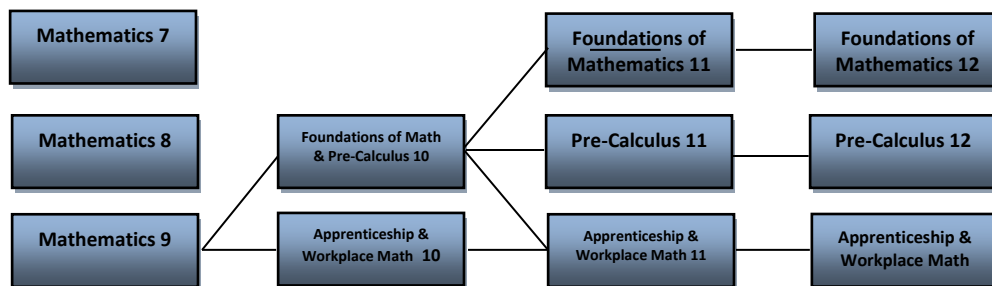 Mathematics 7
Foundations of
Mathematics 11
Foundations of
Mathematics 12
Mathematics 8
Foundations of Math
& Pre-Calculus 10
Pre-Calculus 11
Pre-Calculus 12
Mathematics 9
Apprenticeship &
Workplace Math 10
Apprenticeship &
Workplace Math 11
Apprenticeship &
Workplace Math